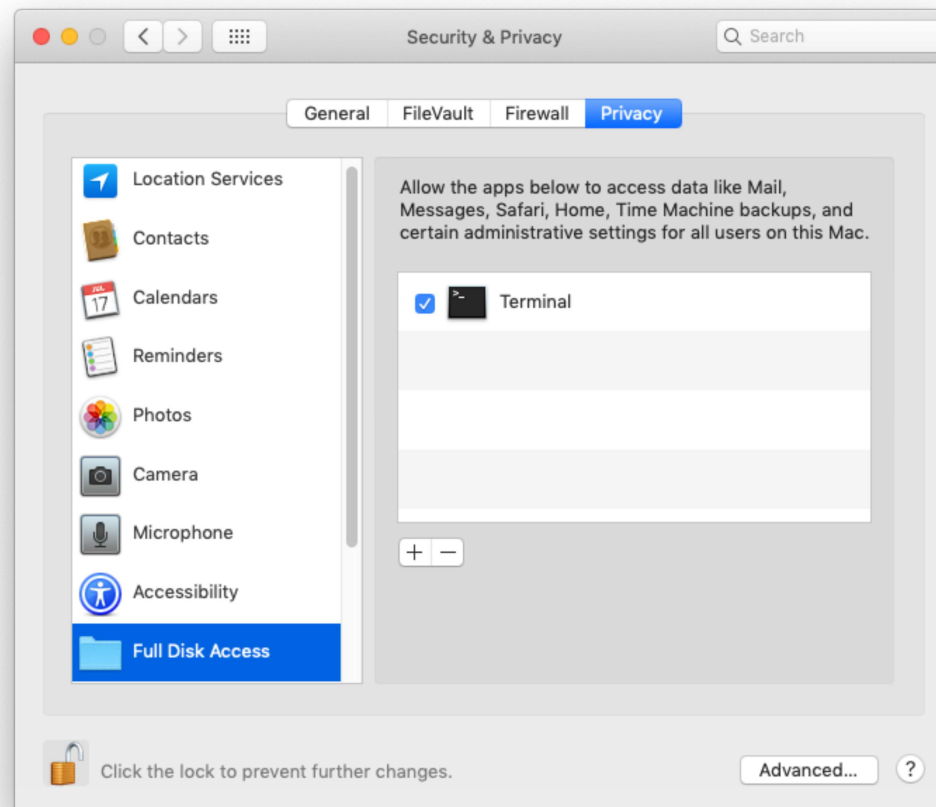 Security & Privacy
Search
General
FileVault
Firewall
Privacy
Location Services
Contacts
JUL
17
Calendars
Reminders
Photos
Camera
Microphone
Accessibility
Full Disk Access
Allow the apps below to access data like Mail,
Messages, Safari, Home, Time Machine backups, and
certain administrative settings for all users on this Mac.
>_
Terminal
+
−
Click the lock to prevent further changes.
Advanced...
?